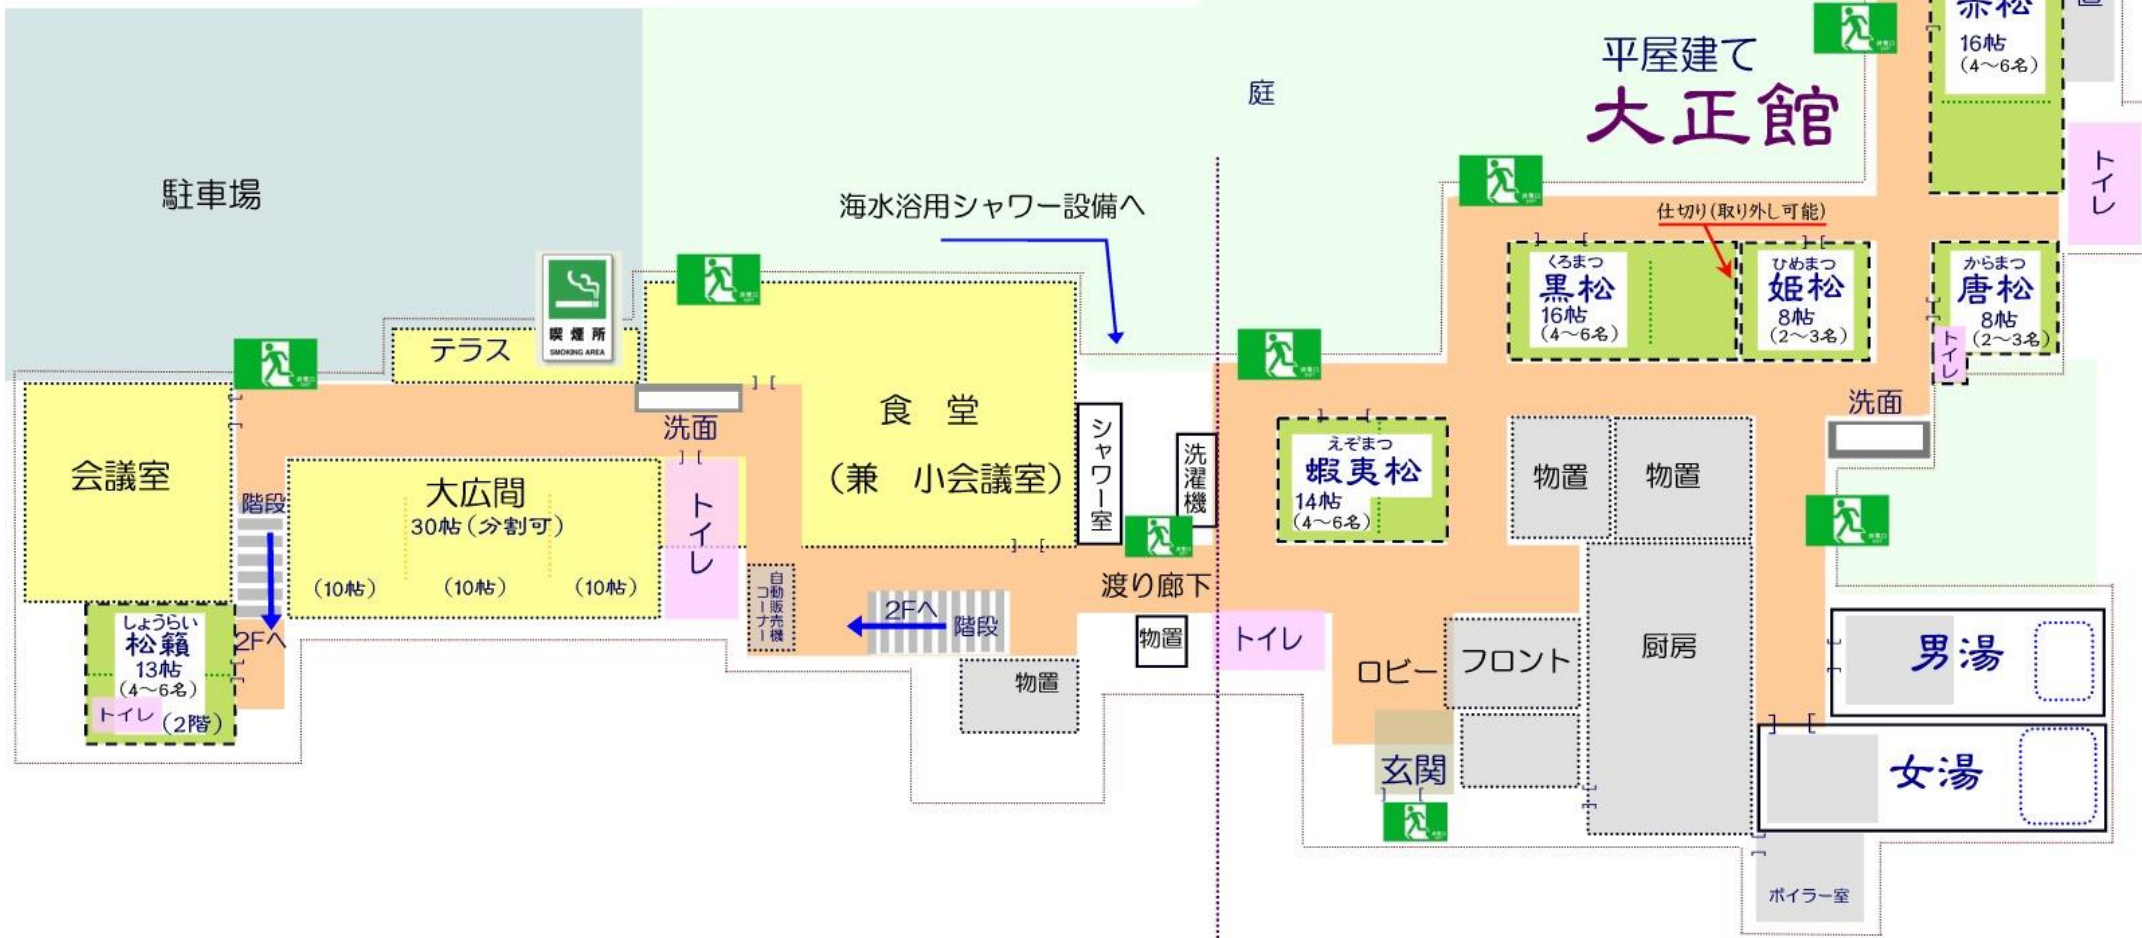 赤松
16帖
(4〜6名)
置
平屋建て
大正館
庭
駐車場
海水浴用シャワー設備へ
トイレ
仕切り(取り外し可能)
くろまつ
黒松
16帖
(4〜6名)
ひめまつ
姫松
8帖
(2〜3名)
からまつ
唐松
8帖
(2〜3名)
トイレ
喫煙所
SMOKING AREA
テラス
洗面
食 堂
(兼 小会議室)
シャワー室
洗濯機
えぞまつ
蝦夷松
14帖
(4〜6名)
物置
物置
洗面
会議室
階段
大広間
30帖(分割可)
(10帖)
(10帖)
(10帖)
トイレ
自動販売機
コーナー
2Fへ
階段
渡り廊下
物置
トイレ
ロビー
フロント
厨房
男湯
しょうらい
松籟
13帖
(4〜6名)
トイレ
(2階)
2Fへ
物置
玄関
女湯
ボイラー室